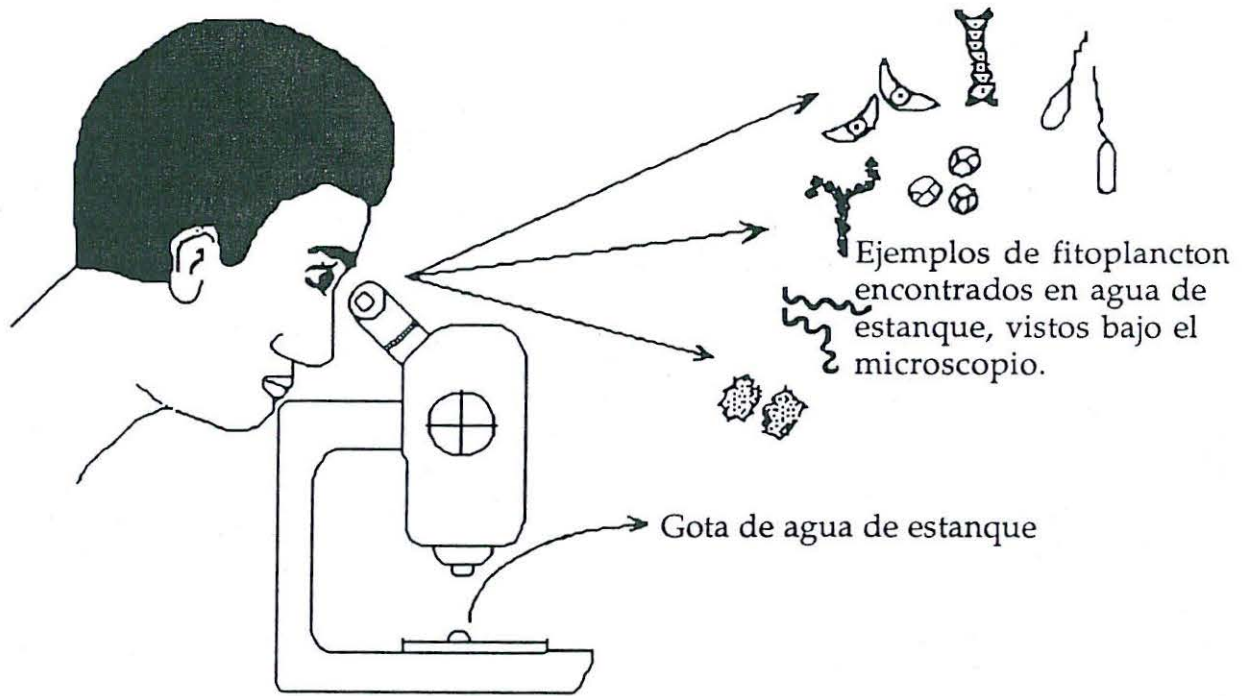 Ejemplos de fitoplancton
encontrados en agua de
estanque, vistos bajo el
microscopio.
Gota de agua de estanque